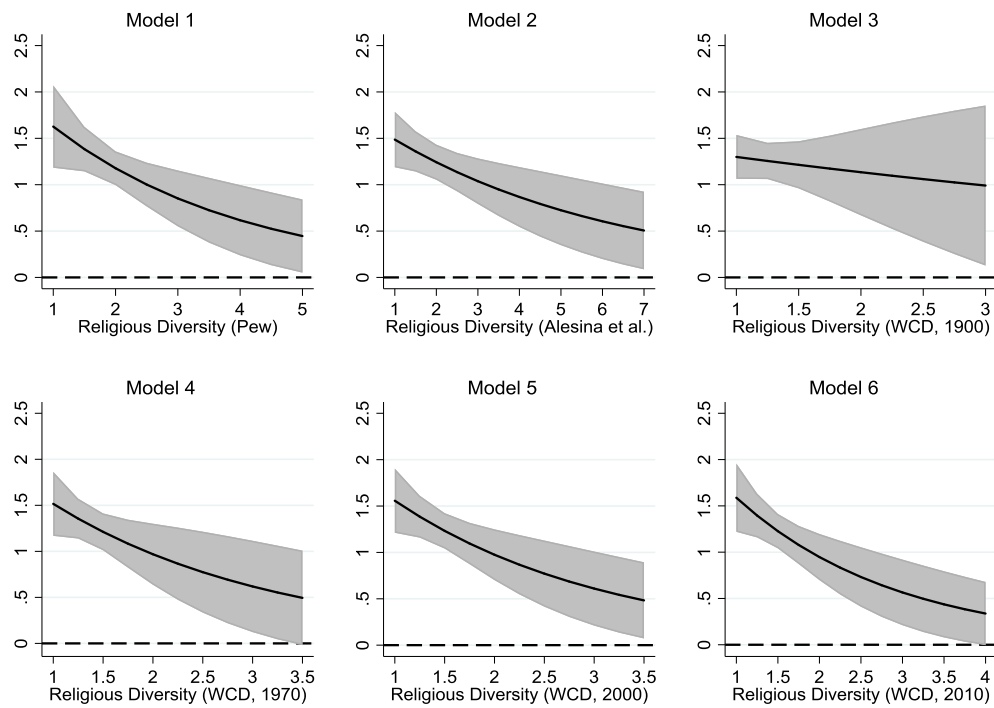 Model 1
2.5
2
1.5
1
.5
0
1 2 3 4 5
Religious Diversity (Pew)
Model 2
2.5
2
1.5
1
.5
0
1 2 3 4 5 6 7
Religious Diversity (Alesina et al.)
Model 3
2.5
2
1.5
1
.5
0
1 1.5 2 2.5 3
Religious Diversity (WCD, 1900)
Model 4
2.5
2
1.5
1
.5
0
1 1.5 2 2.5 3 3.5
Religious Diversity (WCD, 1970)
Model 5
2.5
2
1.5
1
.5
0
1 1.5 2 2.5 3 3.5
Religious Diversity (WCD, 2000)
Model 6
2.5
2
1.5
1
.5
0
1 1.5 2 2.5 3 3.5 4
Religious Diversity (WCD, 2010)